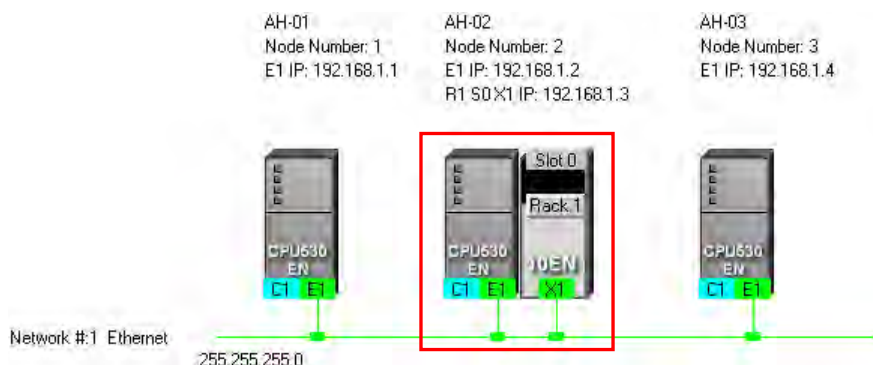 AH-01
Node Number: 1
E1 IP: 192.168.1.1
AH-02
Node Number: 2
E1 IP: 192.168.1.2
R1 S0 X1 IP: 192.168.1.3
AH-03
Node Number: 3
E1 IP: 192.168.1.4
CPU530
EN
C1 E1
CPU530
EN
C1 E1
Slot 0
Rack 1
10EN
X1
CPU530
EN
C1 E1
Network #:1 Ethernet
255.255.255.0